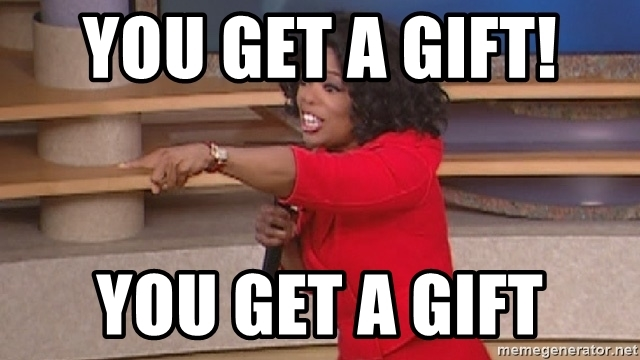 YOU GET A GIFT!
YOU GET A GIFT
memegenerator.net